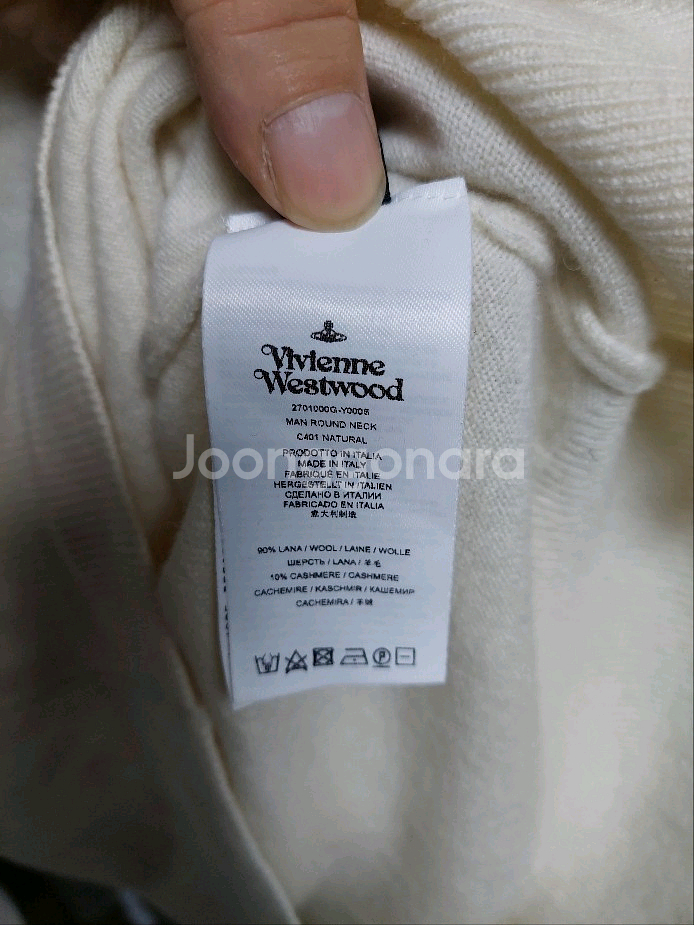 Vivienne
Westwood
2701000G-Y000B
MAN ROUND NECK
C401 NATURAL
PRODOTTO IN ITALIA
MADE IN ITALY
FABRIQUE EN ITALIE
HERGESTELLT IN ITALIEN
СДЕЛАНО В ИТАЛИИ
FABRICADO EN ITALIA
意大利制造
90% LANA / WOOL / LAINE / WOLLE
ШЕРСТЬ / LANA / 羊毛
10% CASHMERE / CASHMERE
CACHEMIRE / KASCHMIR / КАШЕМИР
CACHEMIRA / 羊绒
Joongonara